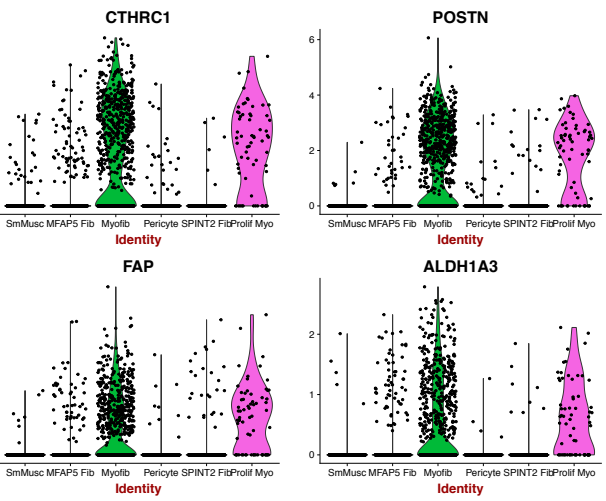 CTHRC1
POSTN
6
4
2
0
SmMusc MFAP5 Fib Myofib Pericyte SPINT2 Fib Prolif Myo
SmMusc MFAP5 Fib Myofib Pericyte SPINT2 Fib Prolif Myo
Identity
Identity
FAP
ALDH1A3
2
1
0
SmMusc MFAP5 Fib Myofib Pericyte SPINT2 Fib Prolif Myo
SmMusc MFAP5 Fib Myofib Pericyte SPINT2 Fib Prolif Myo
Identity
Identity